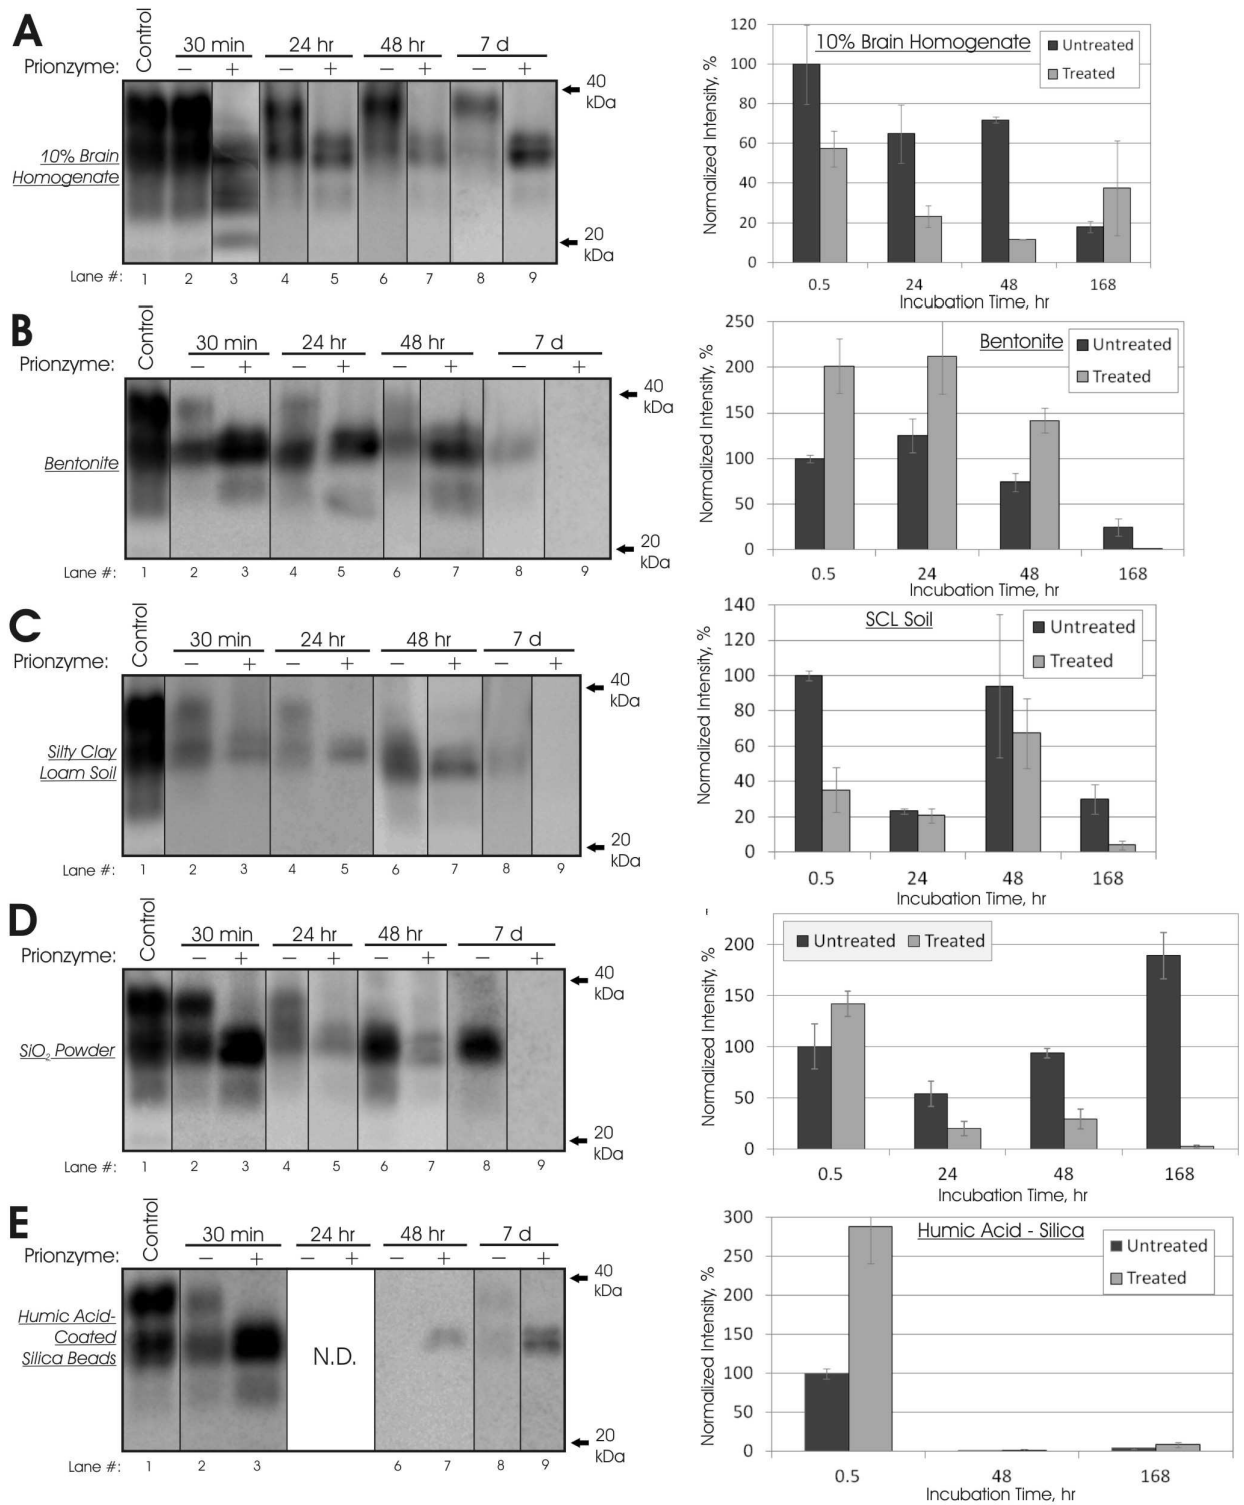 A
Control
30 min 24 hr 48 hr 7 d
Prionzyme: − + − + − + − +
40
kDa
10% Brain
Homogenate
20
kDa
Lane #: 1 2 3 4 5 6 7 8 9
120
100
80
60
40
20
0
Normalized Intensity, %
10% Brain Homogenate
Untreated
Treated
0.5 24 48 168
Incubation Time, hr
B
Control
30 min 24 hr 48 hr 7 d
Prionzyme: − + − + − + − +
40
kDa
Bentonite
20
kDa
Lane #: 1 2 3 4 5 6 7 8 9
250
200
150
100
50
0
Normalized Intensity, %
Bentonite
Untreated
Treated
0.5 24 48 168
Incubation Time, hr
C
Control
30 min 24 hr 48 hr 7 d
Prionzyme: − + − + − + − +
40
kDa
Silty Clay
Loam Soil
20
kDa
Lane #: 1 2 3 4 5 6 7 8 9
140
120
100
80
60
40
20
0
Normalized Intensity, %
SCL Soil
Untreated
Treated
0.5 24 48 168
Incubation Time, hr
D
Control
30 min 24 hr 48 hr 7 d
Prionzyme: − + − + − + − +
40
kDa
SiO₂ Powder
20
kDa
Lane #: 1 2 3 4 5 6 7 8 9
200
150
100
50
0
Normalized Intensity, %
Untreated Treated
0.5 24 48 168
Incubation Time, hr
E
Control
30 min 24 hr 48 hr 7 d
Prionzyme: − + − + − + − +
40
kDa
Humic Acid-
Coated
Silica Beads
N.D.
20
kDa
Lane #: 1 2 3 6 7 8 9
300
250
200
150
100
50
0
Normalized Intensity, %
Humic Acid - Silica
Untreated
Treated
0.5 48 168
Incubation Time, hr